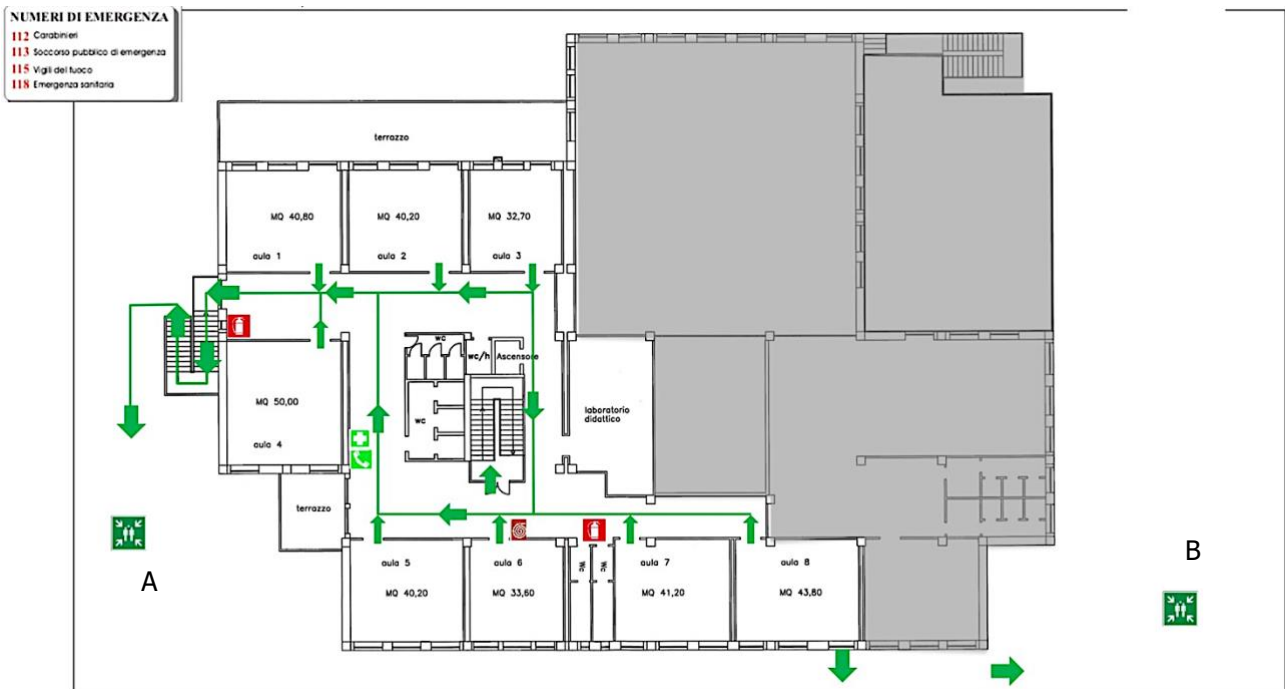 NUMERI DI EMERGENZA
112 Carabinieri
113 Soccorso pubblico di emergenza
115 Vigili del fuoco
118 Emergenza sanitaria
terrazzo
MQ 40,80
MQ 40,20
MQ 32,70
aula 1
aula 2
aula 3
wc
wc/h
Ascensore
MQ 50,00
wc
laboratorio
didattico
aula 4
terrazzo
A
B
aula 5
aula 6
wc
wc
aula 7
aula 8
MQ 40,20
MQ 33,60
MQ 41,20
MQ 43,80